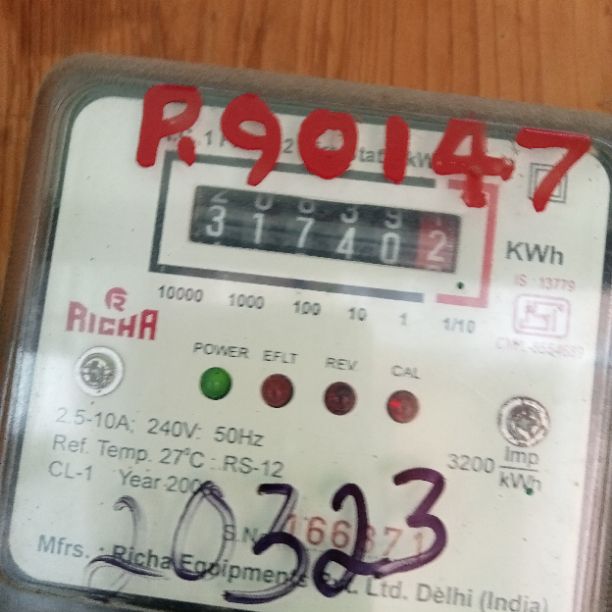 P.90147
317402
KWh
10000 1000 100 10 1 1/10
IS : 13779
RICHA
POWER EFLT REV. CAL
2.5-10A; 240V: 50Hz
Ref. Temp. 27°C : RS-12
3200 Imp
kWh
CL-1 Year
20323
S.N.
Mfrs. : Richa Eqqipments Pvt. Ltd. Delhi (India)